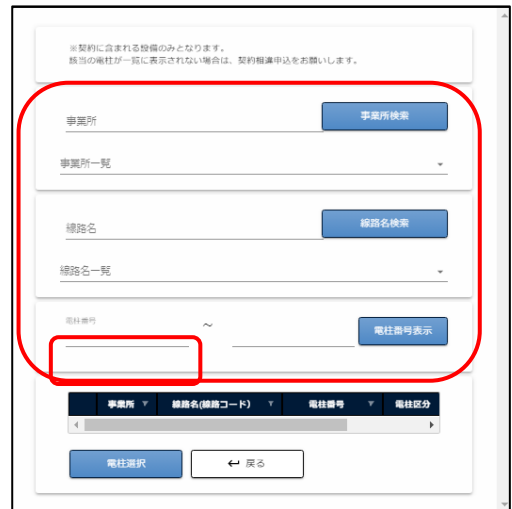 ※契約に含まれる設備のみとなります。
該当の電柱が一覧に表示されない場合は、契約相違申込をお願いします。
事業所
事業所検索
事業所一覧
線路名
線路名検索
線路名一覧
電柱番号
～
電柱番号表示
事業所 線路名(線路コード) 電柱番号 電柱区分
電柱選択
戻る